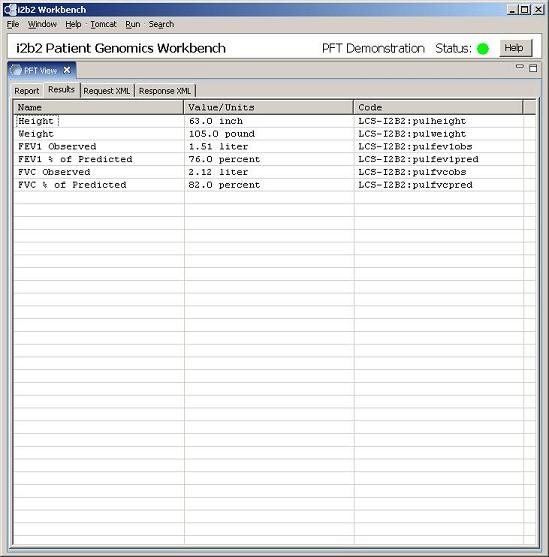 i2b2 Workbench
File Window Help Tomcat Run Search
i2b2 Patient Genomics Workbench PFT Demonstration Status: Help
PFT View
Report Results Request XML Response XML
Name Value/Units Code
Height 63.0 inch LCS-I2B2:pulheight
Weight 105.0 pound LCS-I2B2:pulweight
FEV1 Observed 1.51 liter LCS-I2B2:pulfev1obs
FEV1 % of Predicted 76.0 percent LCS-I2B2:pulfev1pred
FVC Observed 2.12 liter LCS-I2B2:pulfvcobs
FVC % of Predicted 82.0 percent LCS-I2B2:pulfvcpred